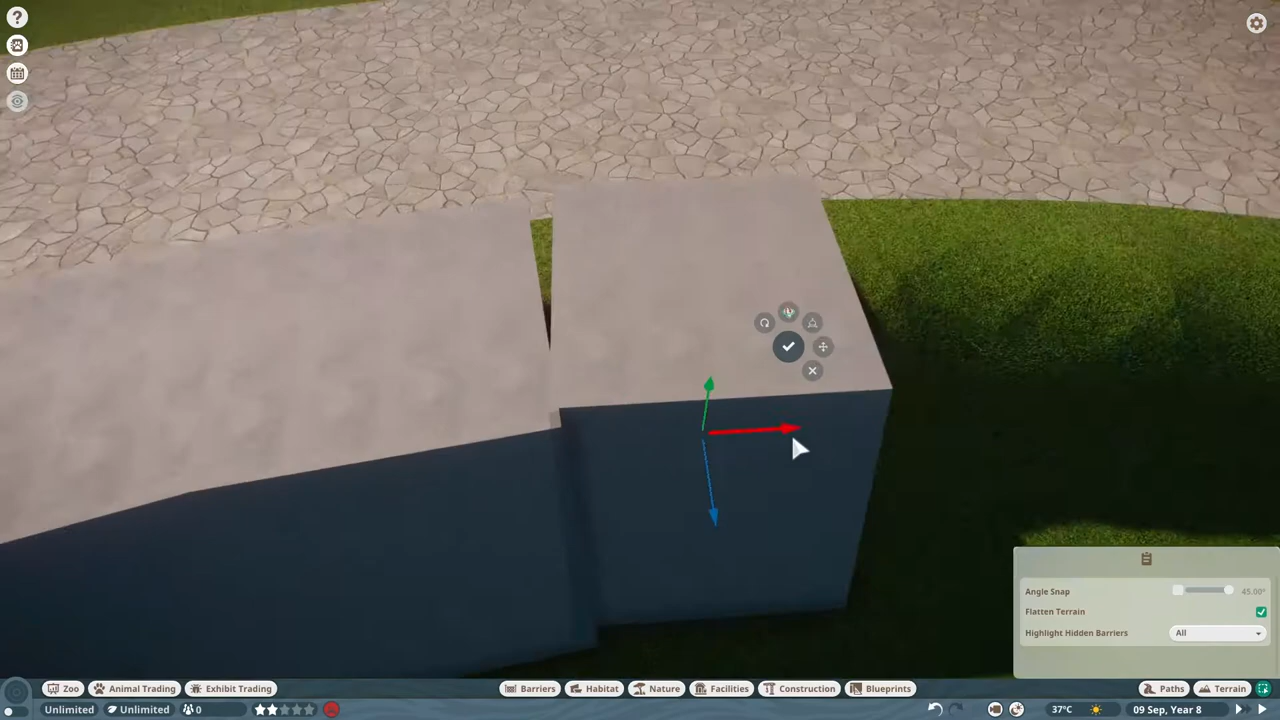 ?
Angle Snap 45.00°
Flatten Terrain
Highlight Hidden Barriers All
Zoo Animal Trading Exhibit Trading Barriers Habitat Nature Facilities Construction Blueprints Paths Terrain
Unlimited Unlimited 0 37°C 09 Sep, Year 8